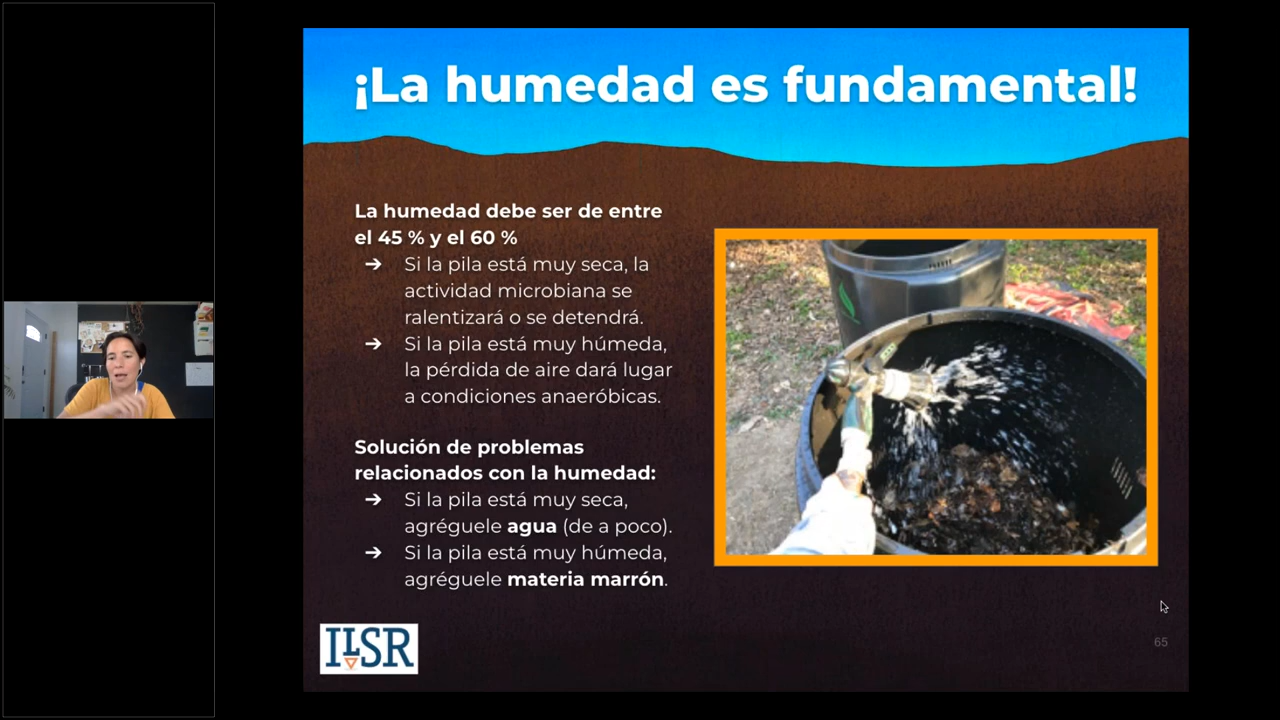 ¡La humedad es fundamental!
La humedad debe ser de entre
el 45 % y el 60 %
➔ Si la pila está muy seca, la
actividad microbiana se
ralentizará o se detendrá.
➔ Si la pila está muy húmeda,
la pérdida de aire dará lugar
a condiciones anaeróbicas.
Solución de problemas
relacionados con la humedad:
➔ Si la pila está muy seca,
agréguele agua (de a poco).
➔ Si la pila está muy húmeda,
agréguele materia marrón.
ILSR
65